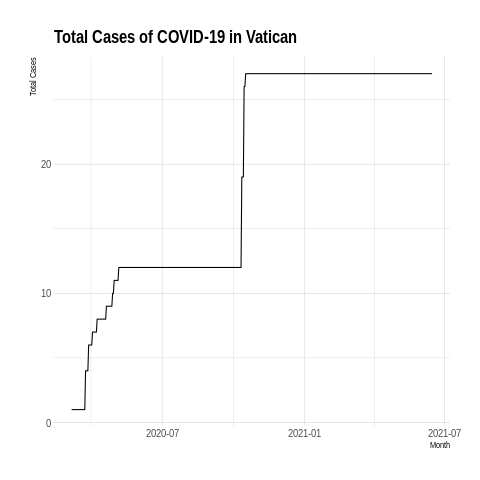 Total Cases of COVID-19 in Vatican
Total Cases
20
10
0
2020-07 2021-01 2021-07
Month